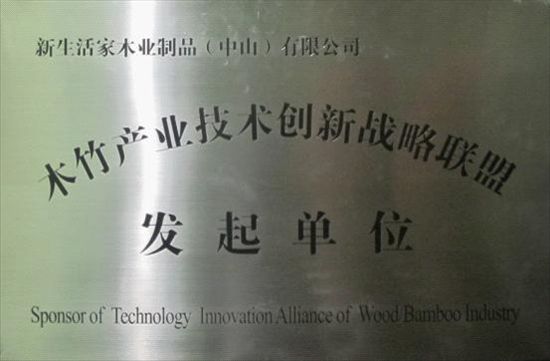 新生活家木业制品（中山）有限公司
木竹产业技术创新战略联盟
发起单位
Sponsor of Technology Innovation Alliance of Wood Bamboo Industry